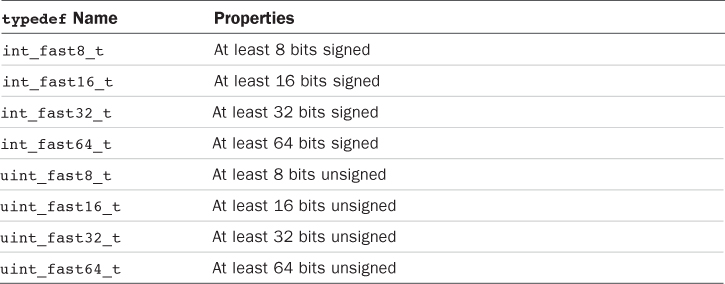 typedef Name Properties
int_fast8_t At least 8 bits signed
int_fast16_t At least 16 bits signed
int_fast32_t At least 32 bits signed
int_fast64_t At least 64 bits signed
uint_fast8_t At least 8 bits unsigned
uint_fast16_t At least 16 bits unsigned
uint_fast32_t At least 32 bits unsigned
uint_fast64_t At least 64 bits unsigned